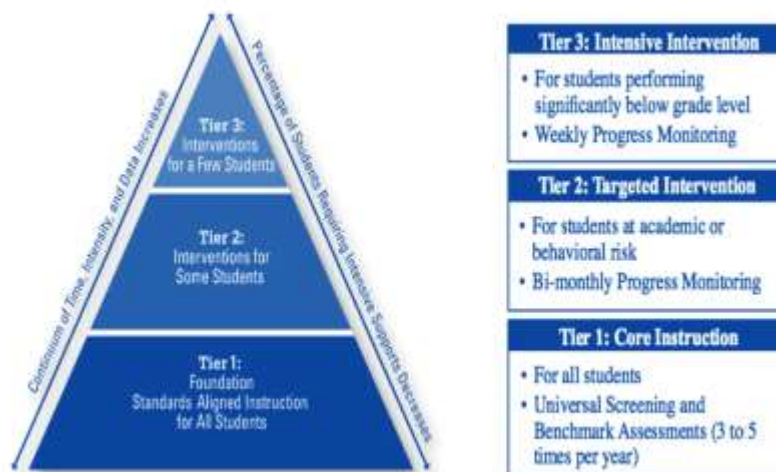 Continuum of Time, Intensity, and Data Increases
Percentage of Students Requiring Intensive Supports Decreases
Tier 3:
Interventions
for a Few Students
Tier 2:
Interventions for
Some Students
Tier 1:
Foundation
Standards Aligned Instruction
for All Students
Tier 3: Intensive Intervention
• For students performing
significantly below grade level
• Weekly Progress Monitoring
Tier 2: Targeted Intervention
• For students at academic or
behavioral risk
• Bi-monthly Progress Monitoring
Tier 1: Core Instruction
• For all students
• Universal Screening and
Benchmark Assessments (3 to 5
times per year)